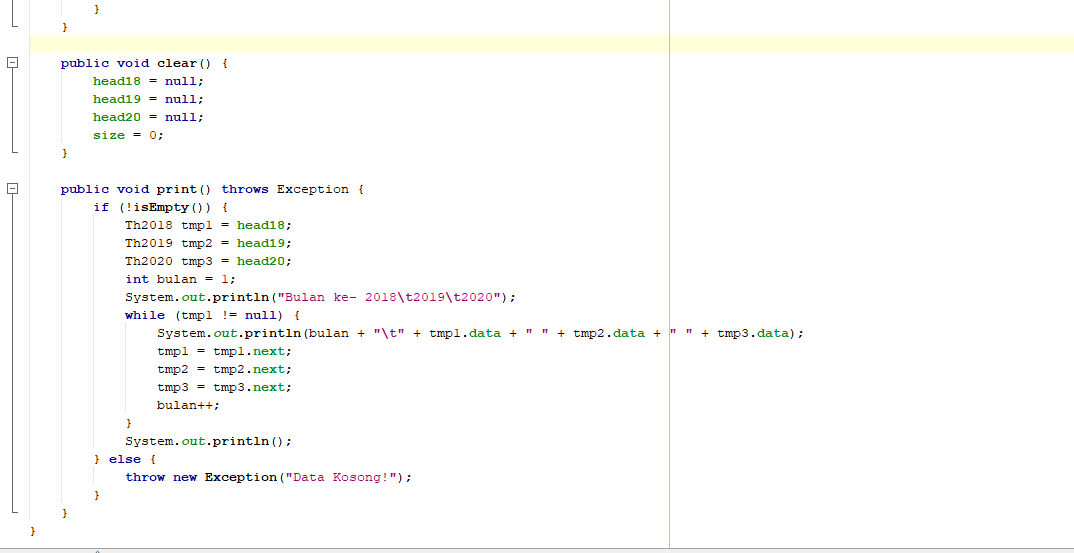 }
    }

    public void clear() {
        head18 = null;
        head19 = null;
        head20 = null;
        size = 0;
    }

    public void print() throws Exception {
        if (!isEmpty()) {
            Th2018 tmp1 = head18;
            Th2019 tmp2 = head19;
            Th2020 tmp3 = head20;
            int bulan = 1;
            System.out.println("Bulan ke- 2018\t2019\t2020");
            while (tmp1 != null) {
                System.out.println(bulan + "\t" + tmp1.data + " " + tmp2.data + " " + tmp3.data);
                tmp1 = tmp1.next;
                tmp2 = tmp2.next;
                tmp3 = tmp3.next;
                bulan++;
            }
            System.out.println();
        } else {
            throw new Exception("Data Kosong!");
        }
    }
}